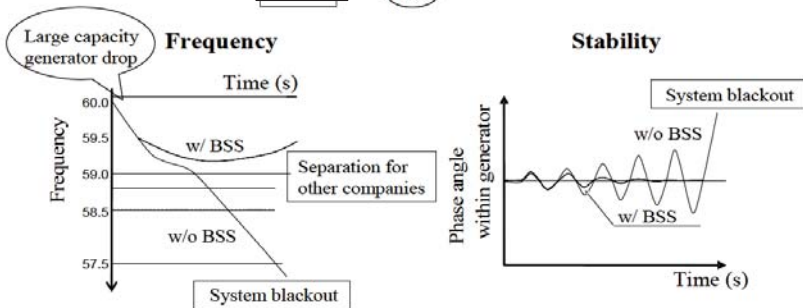 Large capacity
generator drop
Frequency
Time (s)
60.0
59.5
59.0
58.5
57.5
Frequency
w/ BSS
Separation for
other companies
w/o BSS
System blackout
Stability
System blackout
w/o BSS
Phase angle
within generator
w/ BSS
Time (s)